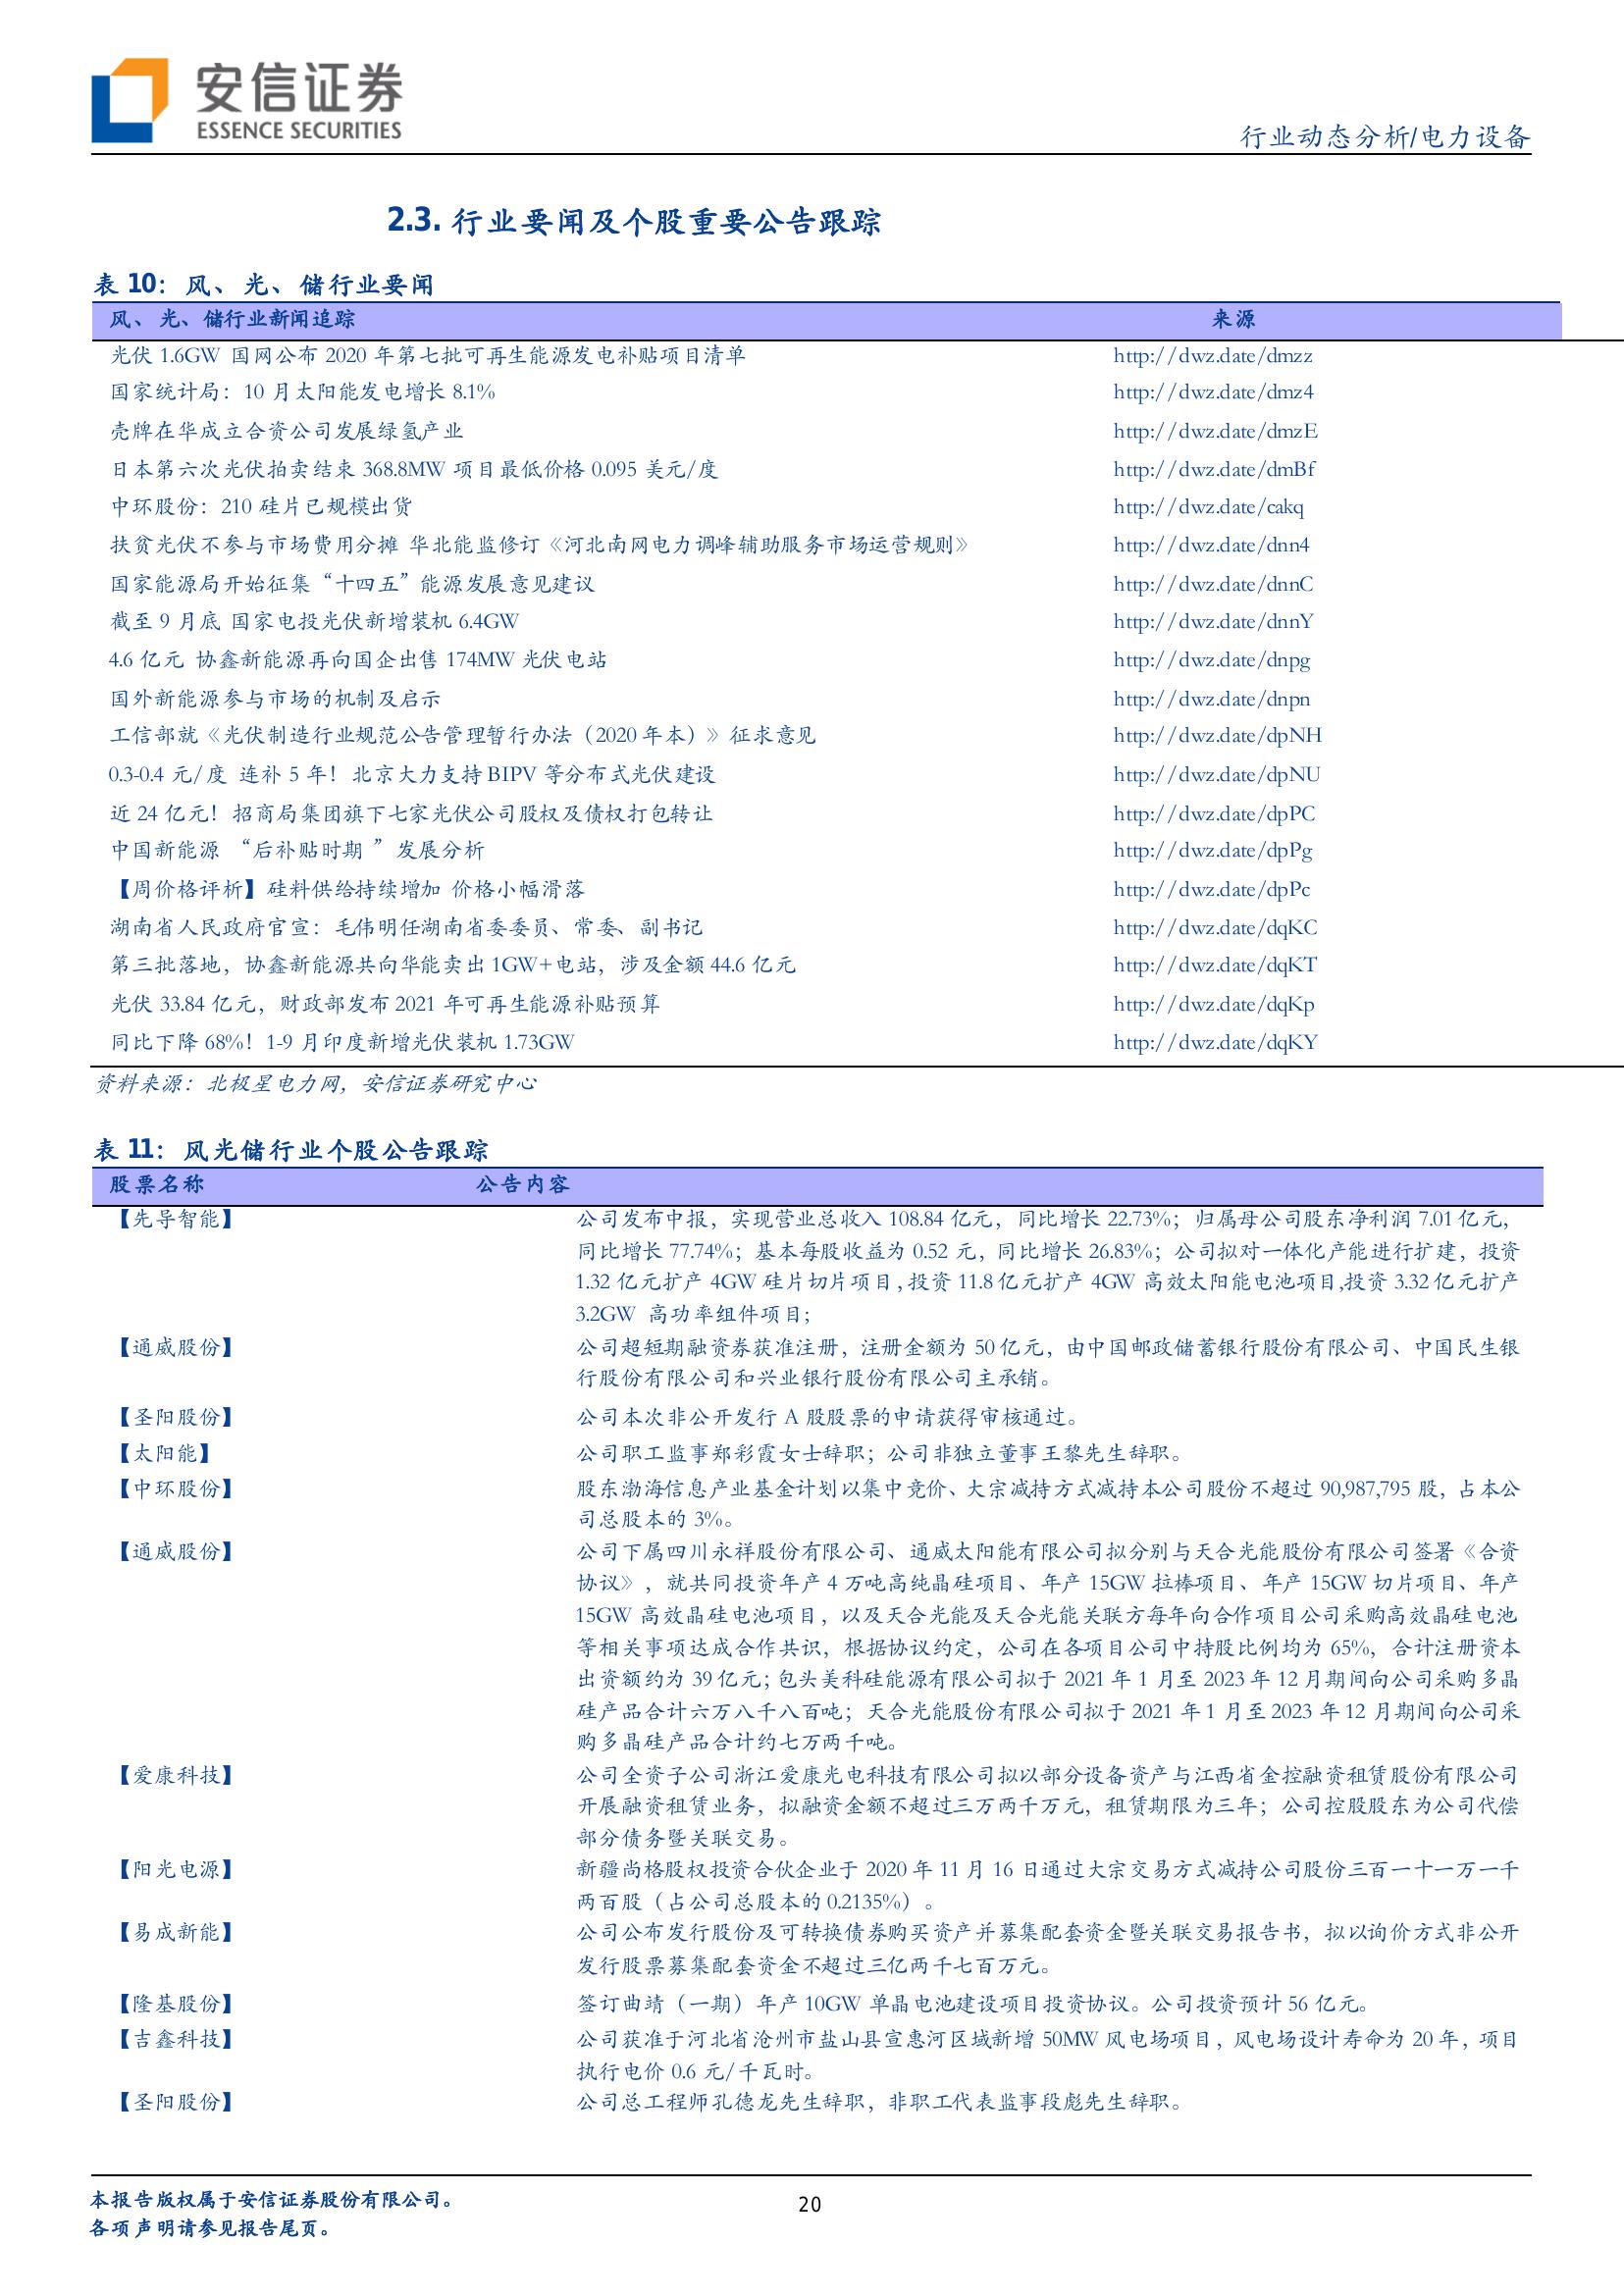 安信证券
ESSENCE SECURITIES
行业动态分析/电力设备
2.3. 行业要闻及个股重要公告跟踪
表 10：风、光、储行业要闻
风、光、储行业新闻追踪 来源
光伏 1.6GW 国网公布 2020 年第七批可再生能源发电补贴项目清单 http://dwz.date/dmzz
国家统计局：10 月太阳能发电增长 8.1% http://dwz.date/dmz4
壳牌在华成立合资公司发展绿氢产业 http://dwz.date/dmzE
日本第六次光伏拍卖结束 368.8MW 项目最低价格 0.095 美元/度 http://dwz.date/dmBf
中环股份：210 硅片已规模出货 http://dwz.date/cakq
扶贫光伏不参与市场费用分摊 华北能监修订《河北南网电力调峰辅助服务市场运营规则》 http://dwz.date/dnn4
国家能源局开始征集“十四五”能源发展意见建议 http://dwz.date/dnnC
截至 9 月底 国家电投光伏新增装机 6.4GW http://dwz.date/dnnY
4.6 亿元 协鑫新能源再向国企出售 174MW 光伏电站 http://dwz.date/dnpg
国外新能源参与市场的机制及启示 http://dwz.date/dnpn
工信部就《光伏制造行业规范公告管理暂行办法（2020 年本）》征求意见 http://dwz.date/dpNH
0.3-0.4 元/度 连补 5 年！北京大力支持 BIPV 等分布式光伏建设 http://dwz.date/dpNU
近 24 亿元！招商局集团旗下七家光伏公司股权及债权打包转让 http://dwz.date/dpPC
中国新能源 “后补贴时期 ”发展分析 http://dwz.date/dpPg
【周价格评析】硅料供给持续增加 价格小幅滑落 http://dwz.date/dpPc
湖南省人民政府官宣：毛伟明任湖南省委委员、常委、副书记 http://dwz.date/dqKC
第三批落地，协鑫新能源共向华能卖出 1GW+电站，涉及金额 44.6 亿元 http://dwz.date/dqKT
光伏 33.84 亿元，财政部发布 2021 年可再生能源补贴预算 http://dwz.date/dqKp
同比下降 68%！1-9 月印度新增光伏装机 1.73GW http://dwz.date/dqKY
资料来源：北极星电力网，安信证券研究中心
表 11：风光储行业个股公告跟踪
股票名称 公告内容
【先导智能】 公司发布中报，实现营业总收入 108.84 亿元，同比增长 22.73%；归属母公司股东净利润 7.01 亿元，
同比增长 77.74%；基本每股收益为 0.52 元，同比增长 26.83%；公司拟对一体化产能进行扩建，投资
1.32 亿元扩产 4GW 硅片切片项目,投资 11.8 亿元扩产 4GW 高效太阳能电池项目,投资 3.32 亿元扩产
3.2GW 高功率组件项目;
【通威股份】 公司超短期融资券获准注册，注册金额为 50 亿元，由中国邮政储蓄银行股份有限公司、中国民生银
行股份有限公司和兴业银行股份有限公司主承销。
【圣阳股份】 公司本次非公开发行 A 股股票的申请获得审核通过。
【太阳能】 公司职工监事郑彩霞女士辞职；公司非独立董事王黎先生辞职。
【中环股份】 股东渤海信息产业基金计划以集中竞价、大宗减持方式减持本公司股份不超过 90,987,795 股，占本公
司总股本的 3%。
【通威股份】 公司下属四川永祥股份有限公司、通威太阳能有限公司拟分别与天合光能股份有限公司签署《合资
协议》，就共同投资年产 4 万吨高纯晶硅项目、年产 15GW 拉棒项目、年产 15GW 切片项目、年产
15GW 高效晶硅电池项目，以及天合光能及天合光能关联方每年向合作项目公司采购高效晶硅电池
等相关事项达成合作共识，根据协议约定，公司在各项目公司中持股比例均为 65%，合计注册资本
出资额约为 39 亿元；包头美科硅能源有限公司拟于 2021 年 1 月至 2023 年 12 月期间向公司采购多晶
硅产品合计六万八千八百吨；天合光能股份有限公司拟于 2021 年 1 月至 2023 年 12 月期间向公司采
购多晶硅产品合计约七万两千吨。
【爱康科技】 公司全资子公司浙江爱康光电科技有限公司拟以部分设备资产与江西省金控融资租赁股份有限公司
开展融资租赁业务，拟融资金额不超过三万两千万元，租赁期限为三年；公司控股股东为公司代偿
部分债务暨关联交易。
【阳光电源】 新疆尚格股权投资合伙企业于 2020 年 11 月 16 日通过大宗交易方式减持公司股份三百一十一万一千
两百股（占公司总股本的 0.2135%）。
【易成新能】 公司公布发行股份及可转换债券购买资产并募集配套资金暨关联交易报告书，拟以询价方式非公开
发行股票募集配套资金不超过三亿两千七百万元。
【隆基股份】 签订曲靖（一期）年产 10GW 单晶电池建设项目投资协议。公司投资预计 56 亿元。
【吉鑫科技】 公司获准于河北省沧州市盐山县宣惠河区域新增 50MW 风电场项目，风电场设计寿命为 20 年，项目
执行电价 0.6 元/千瓦时。
【圣阳股份】 公司总工程师孔德龙先生辞职，非职工代表监事段彪先生辞职。
本报告版权属于安信证券股份有限公司。
各项声明请参见报告尾页。
20